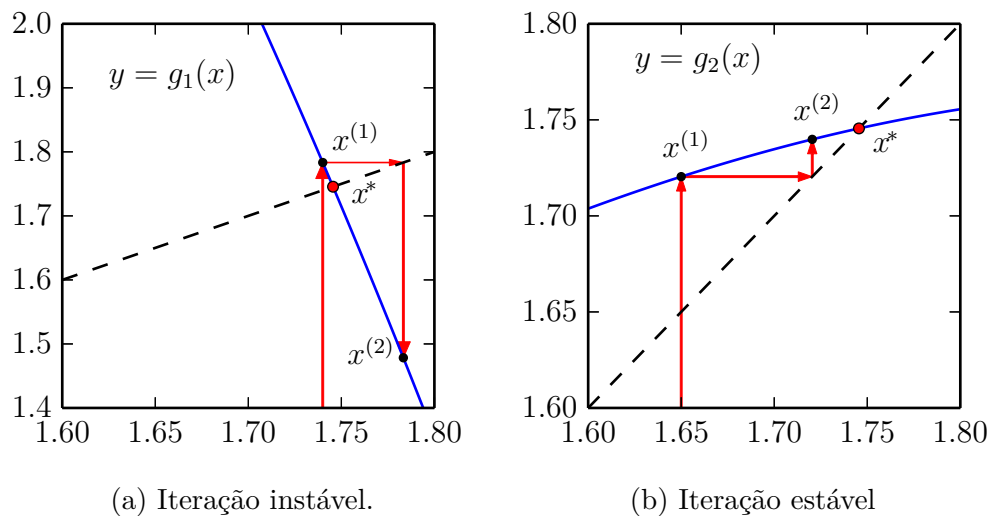 2.0
1.9
1.8
1.7
1.6
1.5
1.4
1.60
1.65
1.70
1.75
1.80
y = g₁(x)
x⁽¹⁾
x*
x⁽²⁾
(a) Iteração instável.
1.80
1.75
1.70
1.65
1.60
1.60
1.65
1.70
1.75
1.80
y = g₂(x)
x⁽²⁾
x⁽¹⁾
x*
(b) Iteração estável